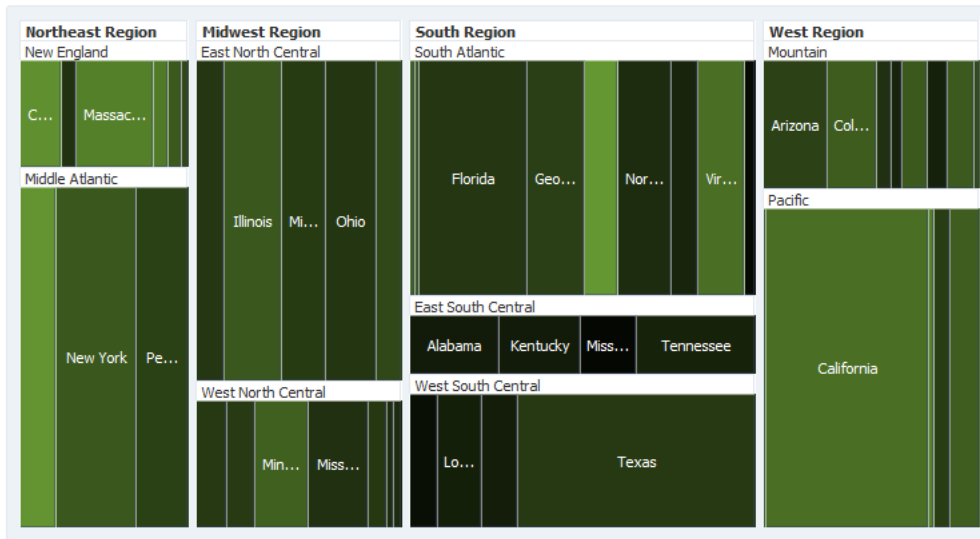 Northeast Region
New England
C...
Massac...
Middle Atlantic
New York
Pe...
Midwest Region
East North Central
Illinois
Mi...
Ohio
West North Central
Min...
Miss...
South Region
South Atlantic
Florida
Geo...
Nor...
Vir...
East South Central
Alabama
Kentucky
Miss...
Tennessee
West South Central
Lo...
Texas
West Region
Mountain
Arizona
Col...
Pacific
California